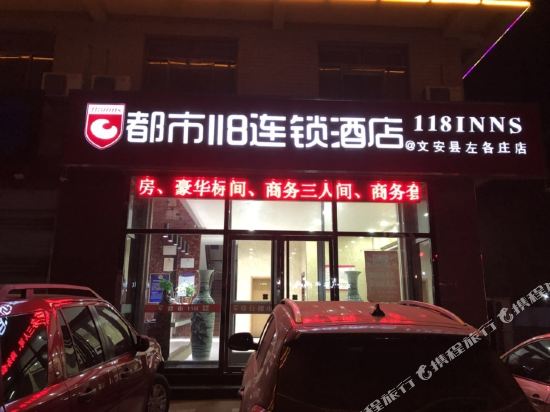 都市118连锁酒店
118INNS
@文安县左各庄店
房、豪华标间、商务三人间、商务套
携程旅行 携程旅行